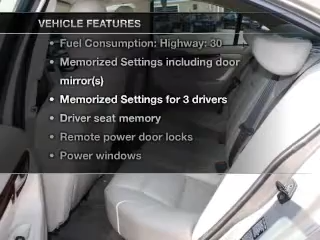 VEHICLE FEATURES
• Fuel Consumption: Highway: 30
• Memorized Settings including door
mirror(s)
• Memorized Settings for 3 drivers
• Driver seat memory
• Remote power door locks
• Power windows